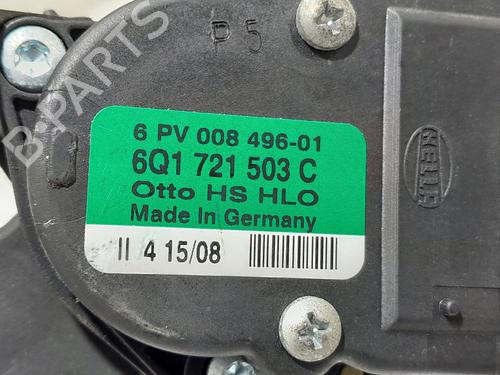 P 5
B-PARTS
6 PV 008 496-01
6Q1 721 503 C
Otto HS HLO
Made In Germany
II 4 15/08
HELLA